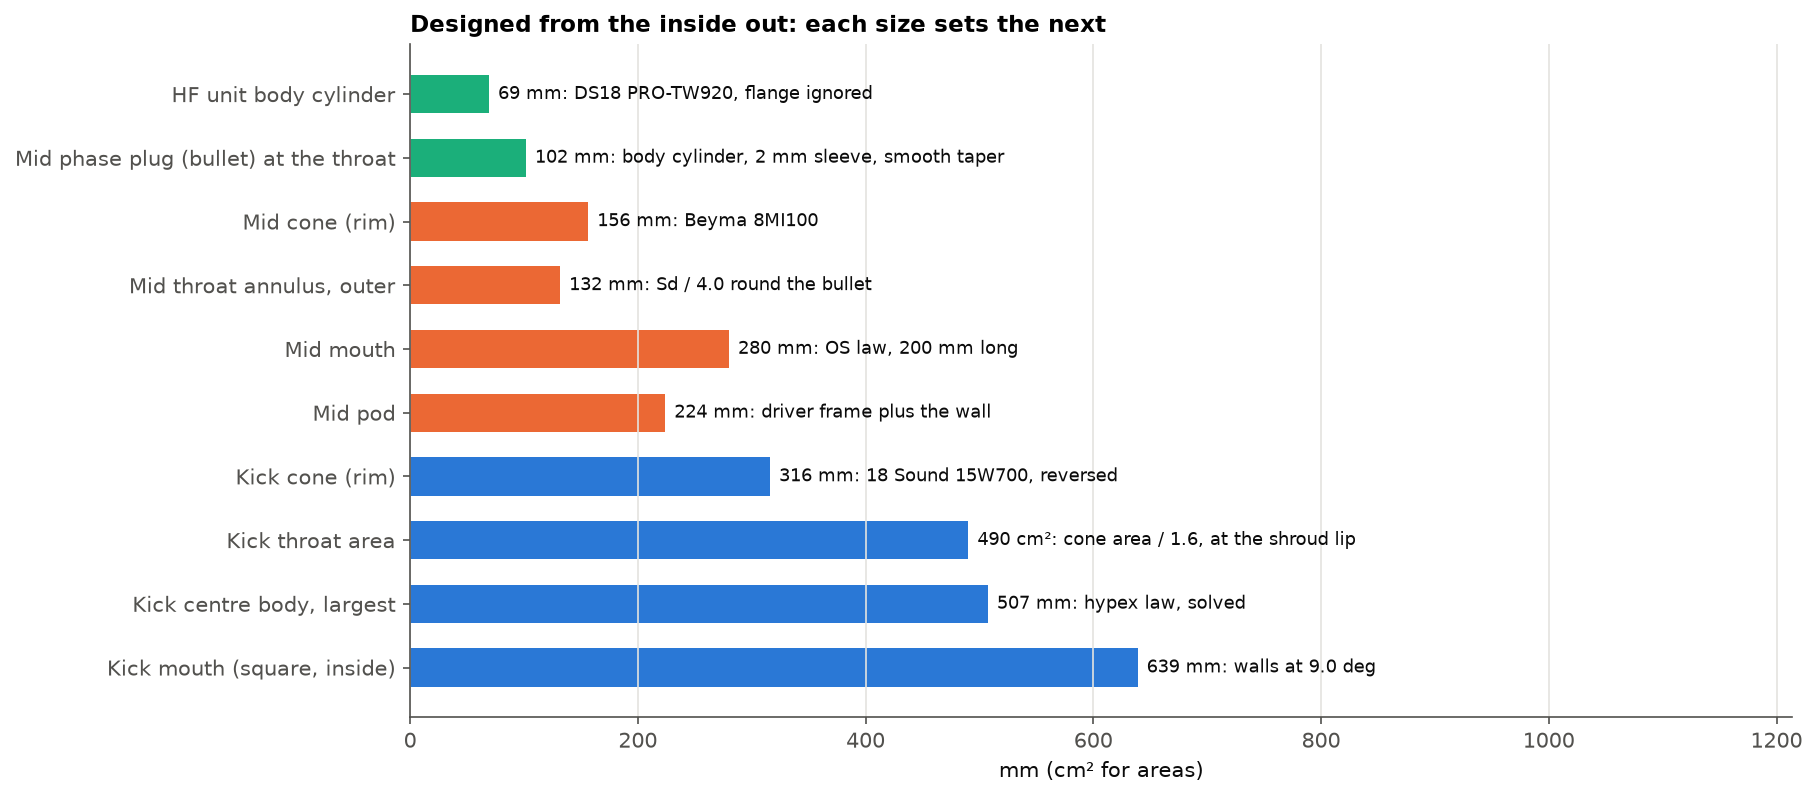 Designed from the inside out: each size sets the next
HF unit body cylinder 69 mm: DS18 PRO-TW920, flange ignored
Mid phase plug (bullet) at the throat 102 mm: body cylinder, 2 mm sleeve, smooth taper
Mid cone (rim) 156 mm: Beyma 8MI100
Mid throat annulus, outer 132 mm: Sd / 4.0 round the bullet
Mid mouth 280 mm: OS law, 200 mm long
Mid pod 224 mm: driver frame plus the wall
Kick cone (rim) 316 mm: 18 Sound 15W700, reversed
Kick throat area 490 cm²: cone area / 1.6, at the shroud lip
Kick centre body, largest 507 mm: hypex law, solved
Kick mouth (square, inside) 639 mm: walls at 9.0 deg
0 200 400 600 800 1000 1200
mm (cm² for areas)